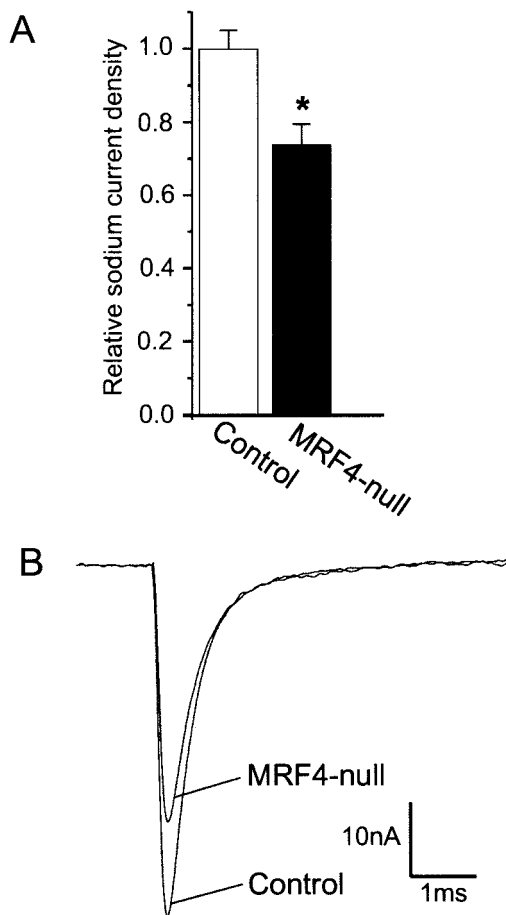 A
Relative sodium current density
1.0
0.8
0.6
0.4
0.2
0.0
*
Control
MRF4-null
B
MRF4-null
Control
10nA
1ms